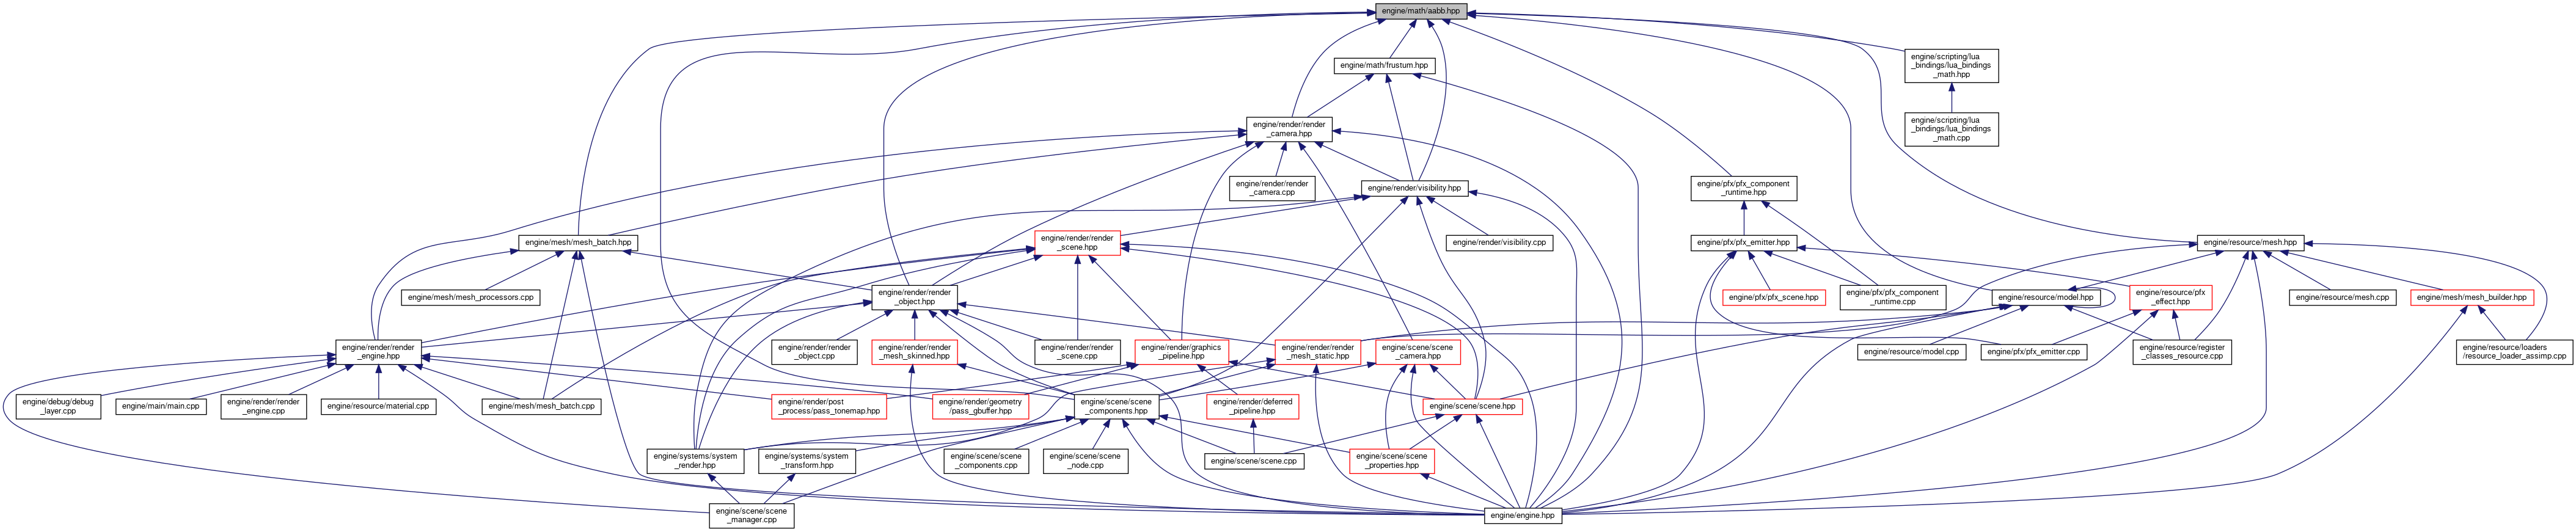 engine/math/aabb.hpp
engine/math/frustum.hpp
engine/scripting/lua
_bindings/lua_bindings
_math.hpp
engine/render/render
_camera.hpp
engine/scripting/lua
_bindings/lua_bindings
_math.cpp
engine/render/render
_camera.cpp
engine/render/visibility.hpp
engine/pfx/pfx_component
_runtime.hpp
engine/mesh/mesh_batch.hpp
engine/render/render
_scene.hpp
engine/render/visibility.cpp
engine/pfx/pfx_emitter.hpp
engine/resource/mesh.hpp
engine/mesh/mesh_processors.cpp
engine/render/render
_object.hpp
engine/pfx/pfx_scene.hpp
engine/pfx/pfx_component
_runtime.cpp
engine/resource/model.hpp
engine/resource/pfx
_effect.hpp
engine/resource/mesh.cpp
engine/mesh/mesh_builder.hpp
engine/render/render
_engine.hpp
engine/render/render
_object.cpp
engine/render/render
_mesh_skinned.hpp
engine/render/render
_scene.cpp
engine/render/graphics
_pipeline.hpp
engine/render/render
_mesh_static.hpp
engine/scene/scene
_camera.hpp
engine/resource/model.cpp
engine/pfx/pfx_emitter.cpp
engine/resource/register
_classes_resource.cpp
engine/resource/loaders
/resource_loader_assimp.cpp
engine/debug/debug
_layer.cpp
engine/main/main.cpp
engine/render/render
_engine.cpp
engine/resource/material.cpp
engine/mesh/mesh_batch.cpp
engine/render/post
_process/pass_tonemap.hpp
engine/render/geometry
/pass_gbuffer.hpp
engine/scene/scene
_components.hpp
engine/render/deferred
_pipeline.hpp
engine/scene/scene.hpp
engine/systems/system
_render.hpp
engine/systems/system
_transform.hpp
engine/scene/scene
_components.cpp
engine/scene/scene
_node.cpp
engine/scene/scene.cpp
engine/scene/scene
_properties.hpp
engine/scene/scene
_manager.cpp
engine/engine.hpp